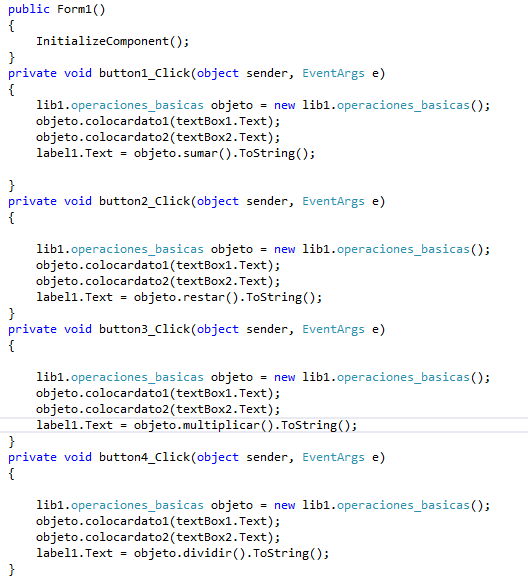 public Form1()
{
    InitializeComponent();
}
private void button1_Click(object sender, EventArgs e)
{
    lib1.operaciones_basicas objeto = new lib1.operaciones_basicas();
    objeto.colocardato1(textBox1.Text);
    objeto.colocardato2(textBox2.Text);
    label1.Text = objeto.sumar().ToString();

}
private void button2_Click(object sender, EventArgs e)
{

    lib1.operaciones_basicas objeto = new lib1.operaciones_basicas();
    objeto.colocardato1(textBox1.Text);
    objeto.colocardato2(textBox2.Text);
    label1.Text = objeto.restar().ToString();
}
private void button3_Click(object sender, EventArgs e)
{

    lib1.operaciones_basicas objeto = new lib1.operaciones_basicas();
    objeto.colocardato1(textBox1.Text);
    objeto.colocardato2(textBox2.Text);
    label1.Text = objeto.multiplicar().ToString();
}
private void button4_Click(object sender, EventArgs e)
{

    lib1.operaciones_basicas objeto = new lib1.operaciones_basicas();
    objeto.colocardato1(textBox1.Text);
    objeto.colocardato2(textBox2.Text);
    label1.Text = objeto.dividir().ToString();
}